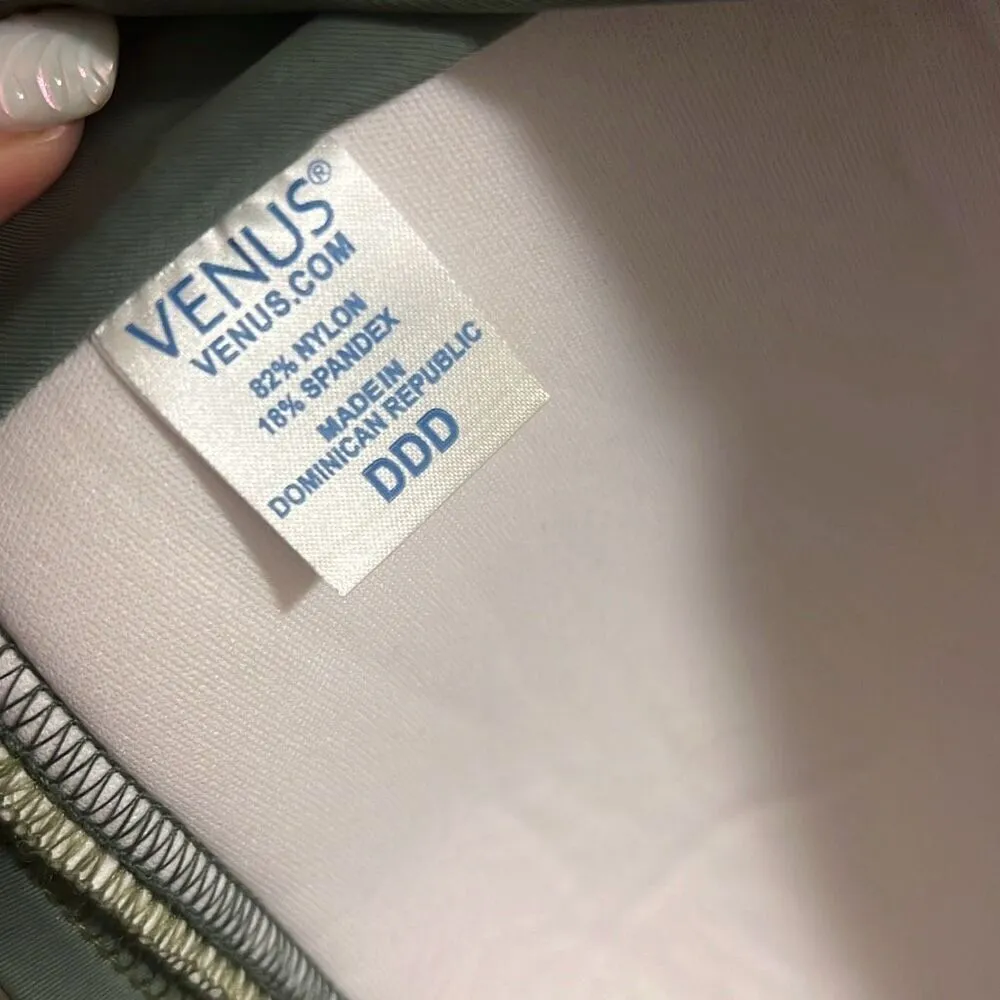 VENUS®
VENUS.COM
82% NYLON
18% SPANDEX
MADE IN
DOMINICAN REPUBLIC
DDD